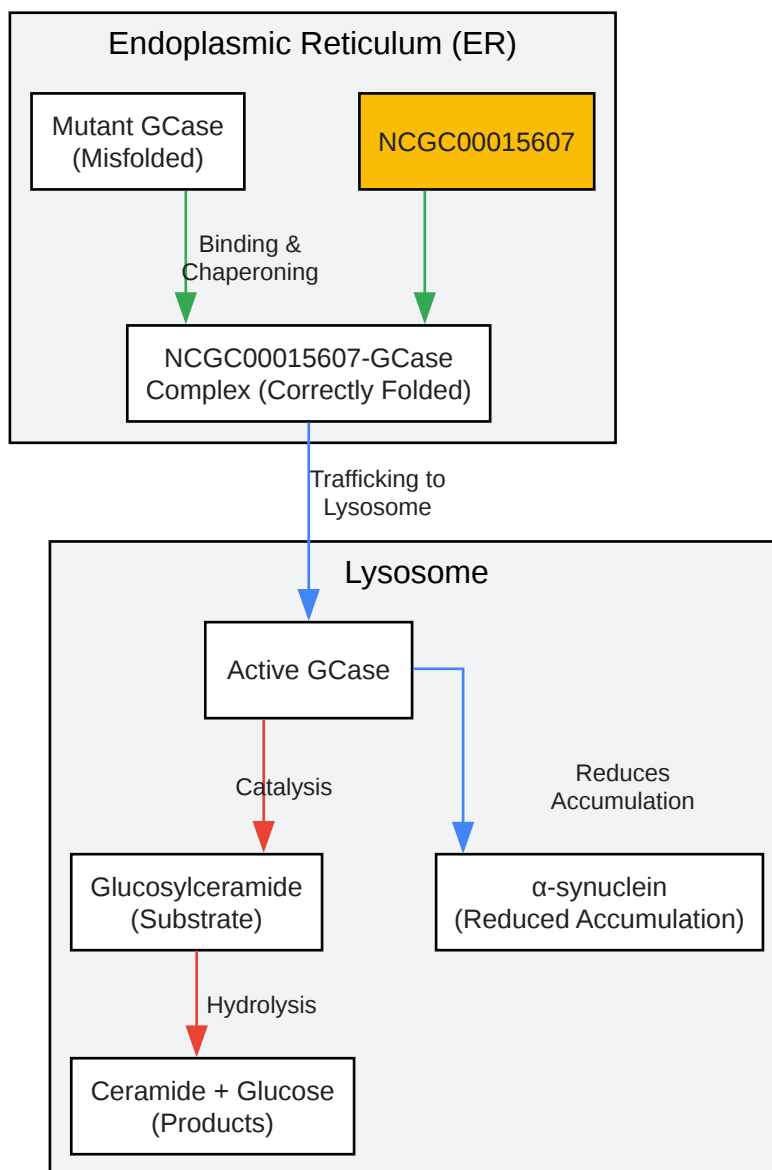 Endoplasmic Reticulum (ER)
Mutant GCase
(Misfolded)
NCGC00015607
Binding &
Chaperoning
NCGC00015607-GCase
Complex (Correctly Folded)
Trafficking to
Lysosome
Lysosome
Active GCase
Catalysis
Reduces
Accumulation
Glucosylceramide
(Substrate)
α-synuclein
(Reduced Accumulation)
Hydrolysis
Ceramide + Glucose
(Products)